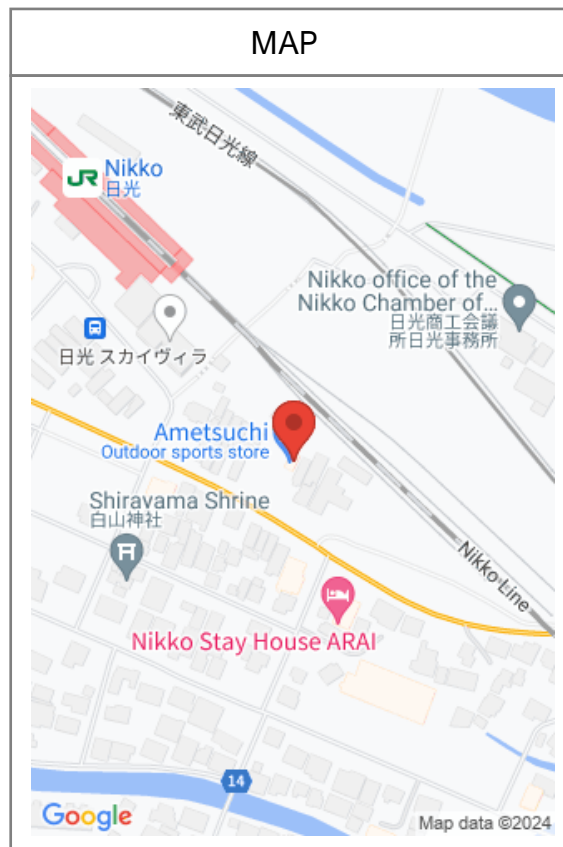 MAP
東武日光線
JR
Nikko
日光
Nikko office of the
Nikko Chamber of...
日光商工会議
所日光事務所
日光 スカイヴィラ
Ametsuchi
Outdoor sports store
Shirayama Shrine
白山神社
Nikko Line
Nikko Stay House ARAI
14
Google
Map data ©2024